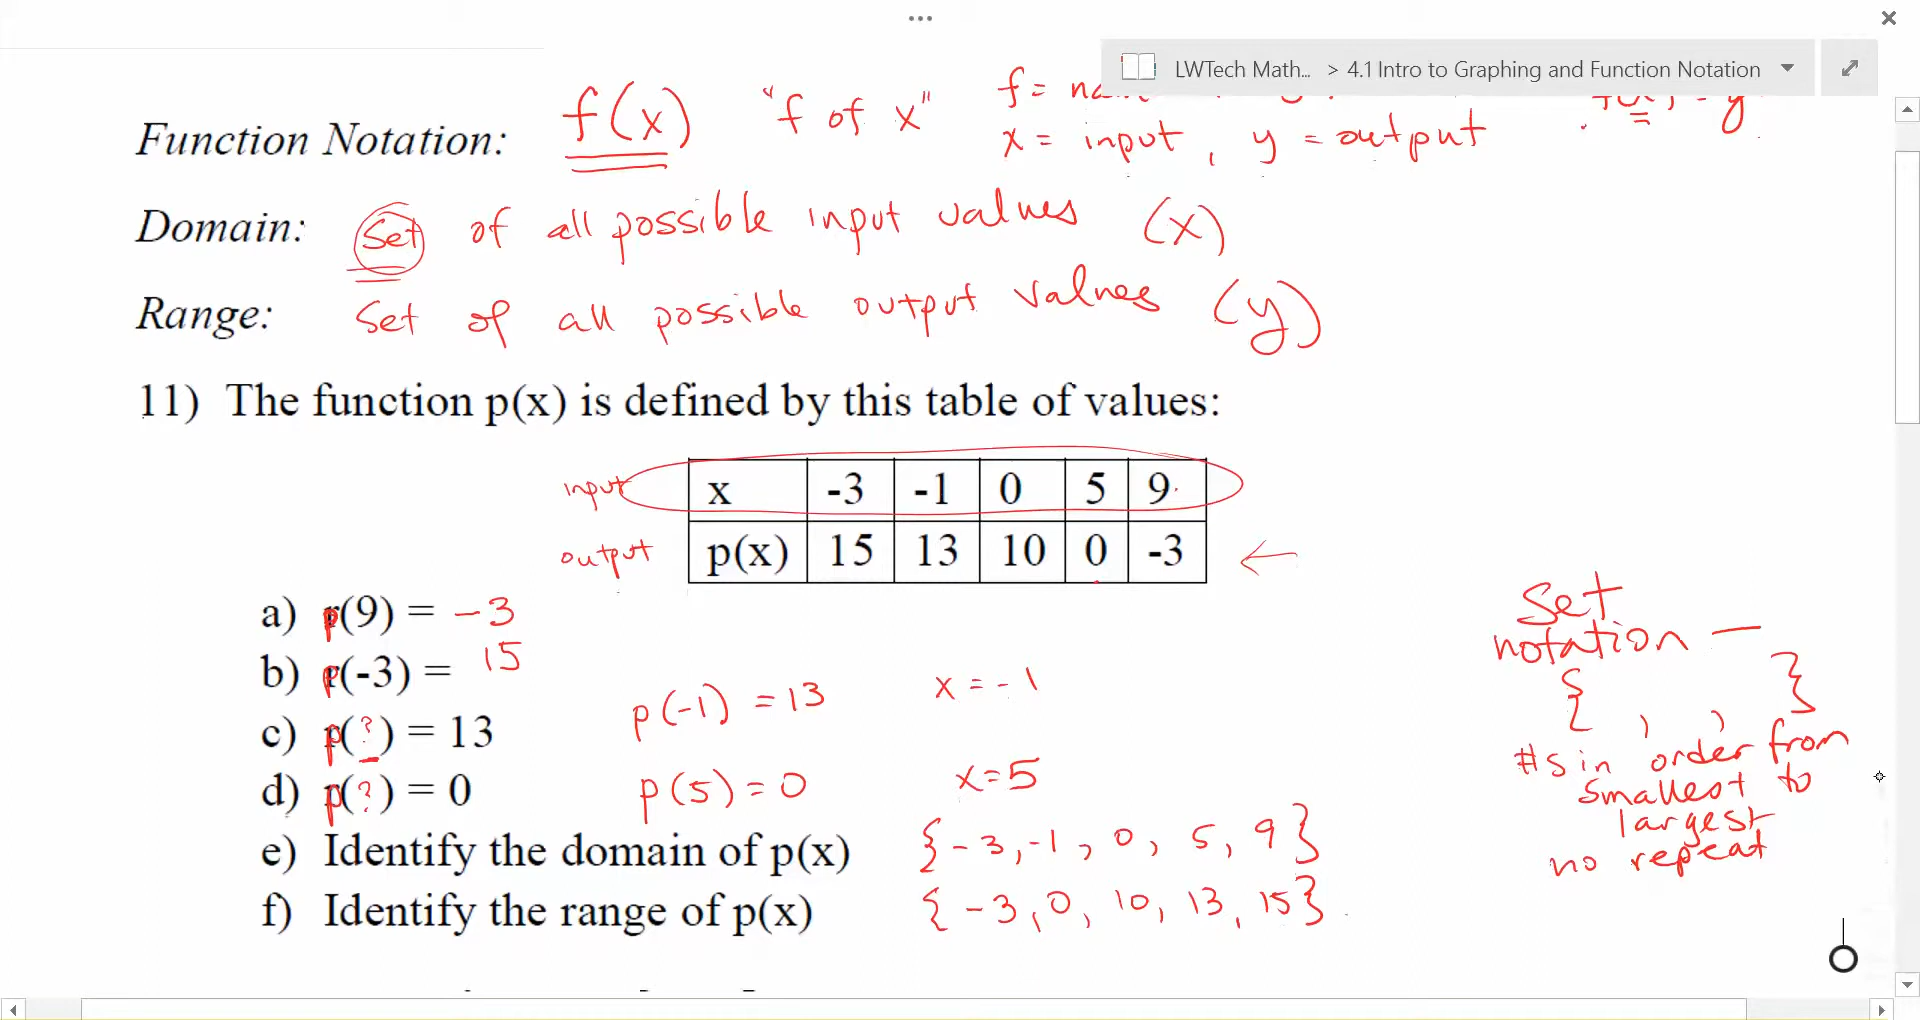 LWTech Math... > 4.1 Intro to Graphing and Function Notation
Function Notation: f(x) "f of x" f =
x = input, y = output
Domain: Set of all possible input values (x)
Range: Set of all possible output values (y)
11) The function p(x) is defined by this table of values:
input x -3 -1 0 5 9
output p(x) 15 13 10 0 -3 ←
a) p(9) = -3
b) p(-3) = 15
c) p(?) = 13 p(-1) = 13 x = -1
d) p(?) = 0 p(5) = 0 x = 5
e) Identify the domain of p(x) {-3, -1, 0, 5, 9}
f) Identify the range of p(x) {-3, 0, 10, 13, 15}
Set
notation —
{ , , }
#s in order from
smallest to
largest
no repeat